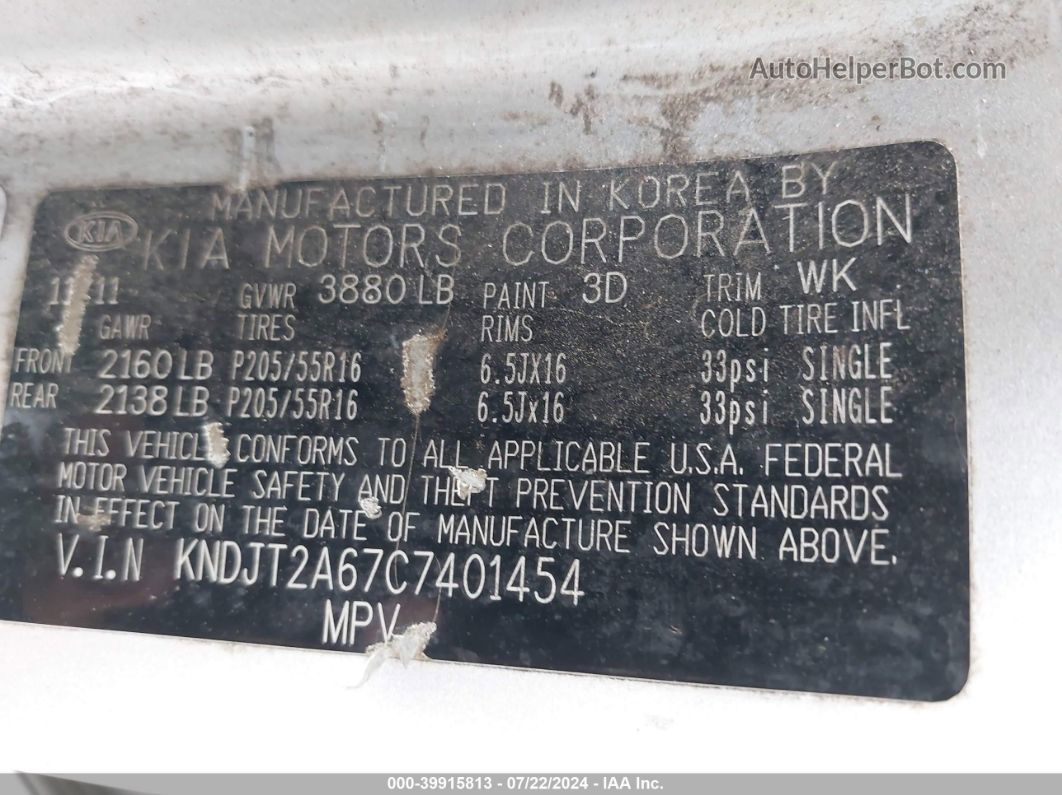 AutoHelperBot.com
MANUFACTURED IN KOREA BY
KIA KIA MOTORS CORPORATION
GVWR 3880 LB PAINT 3D TRIM WK
GAWR TIRES RIMS COLD TIRE INFL
FRONT 2160 LB P205/55R16 6.5JX16 33psi SINGLE
REAR 2138 LB P205/55R16 6.5Jx16 33psi SINGLE
THIS VEHICLE CONFORMS TO ALL APPLICABLE U.S.A. FEDERAL
MOTOR VEHICLE SAFETY AND THEFT PREVENTION STANDARDS
IN EFFECT ON THE DATE OF MANUFACTURE SHOWN ABOVE.
V.I.N KNDJT2A67C7401454
MPV
000-39915813 - 07/22/2024 - IAA Inc.